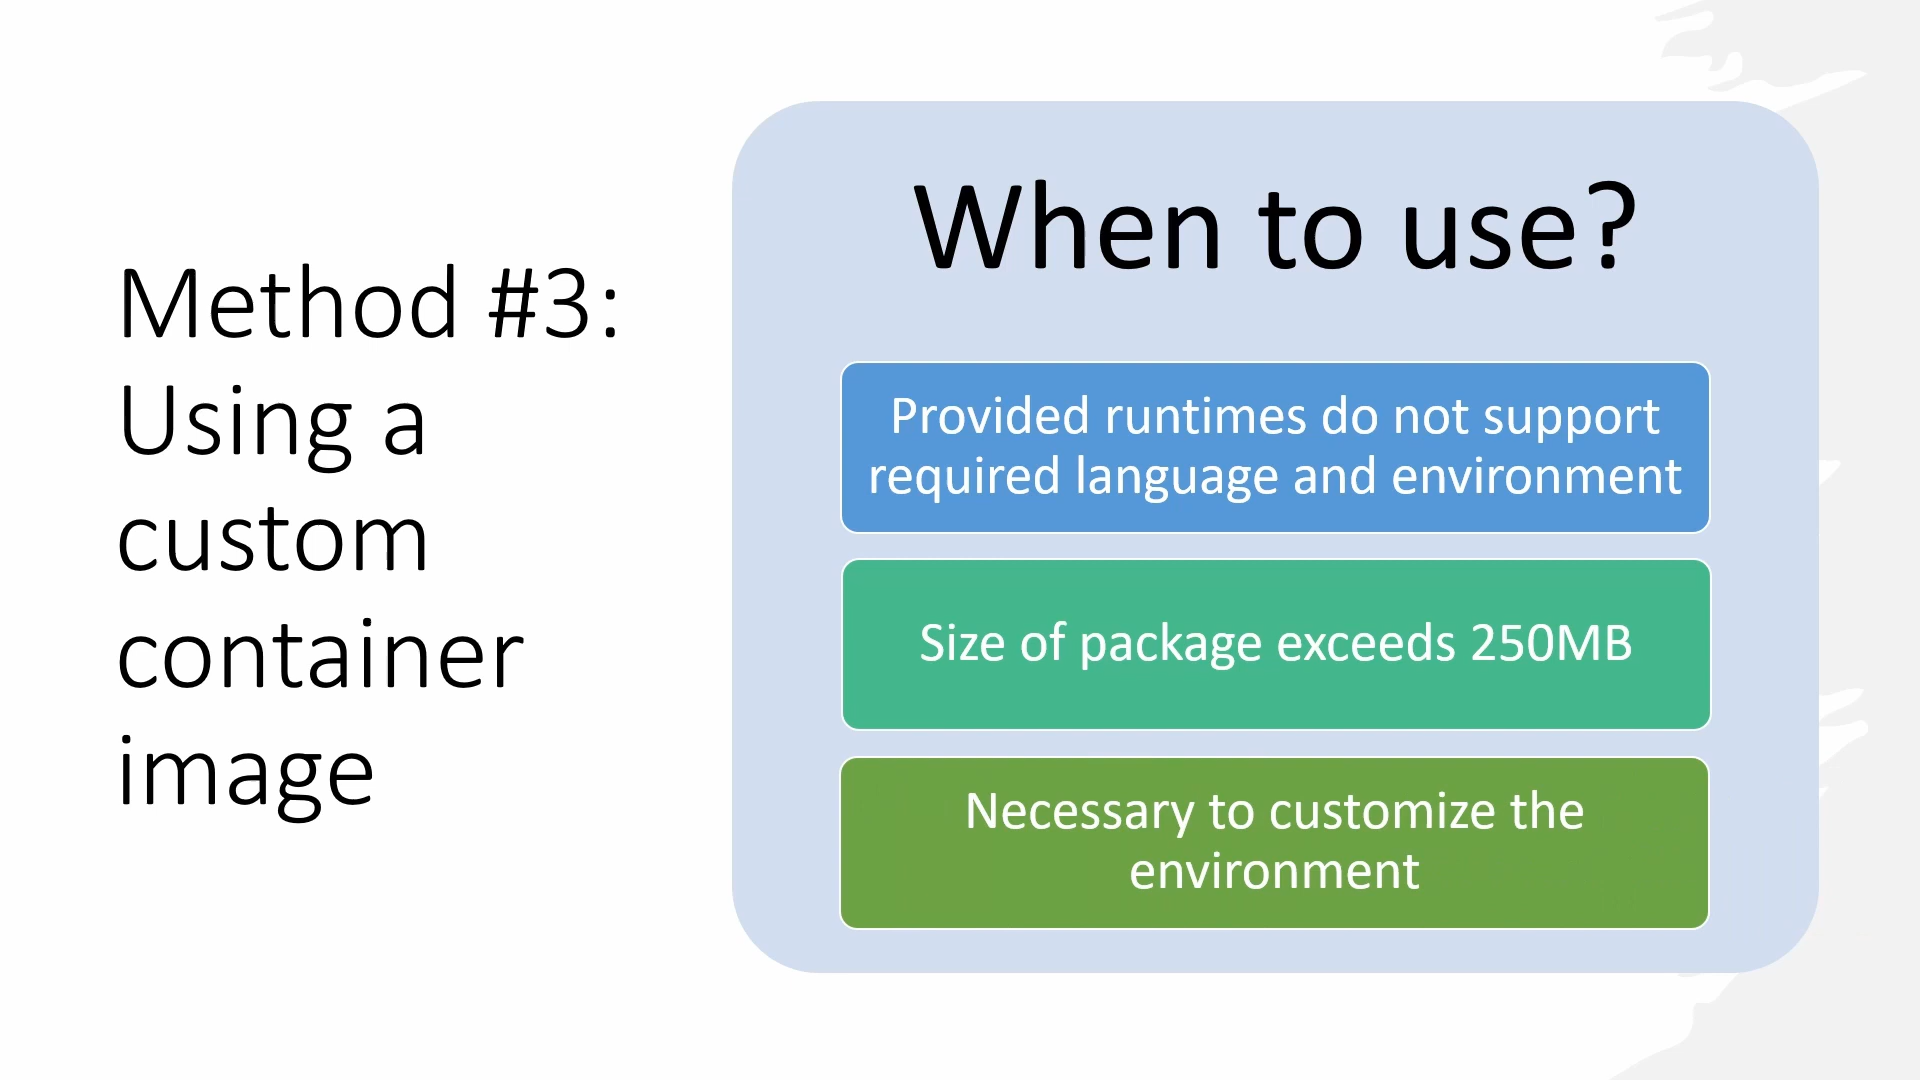 Method #3:
Using a
custom
container
image
When to use?
Provided runtimes do not support
required language and environment
Size of package exceeds 250MB
Necessary to customize the
environment